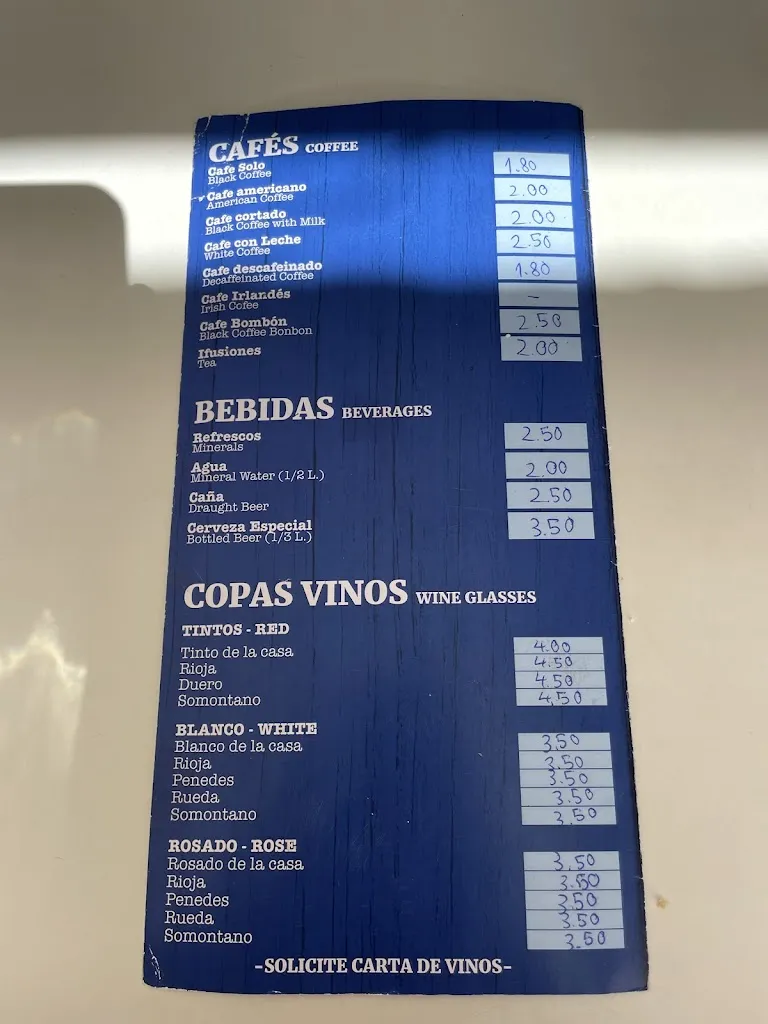 CAFÉS COFFEE
Cafe Solo 1.80
Black Coffee
Cafe americano 2.00
American Coffee
Cafe cortado 2.00
Black Coffee with Milk
Cafe con Leche 2.50
White Coffee
Cafe descafeinado 1.80
Decaffeinated Coffee
Cafe Irlandés -
Irish Cofee
Cafe Bombón 2.50
Black Coffee Bonbon
Ifusiones 2.00
Tea
BEBIDAS BEVERAGES
Refrescos 2.50
Minerals
Agua 2.00
Mineral Water (1/2 L.)
Caña 2.50
Draught Beer
Cerveza Especial 3.50
Bottled Beer (1/3 L.)
COPAS VINOS WINE GLASSES
TINTOS - RED
Tinto de la casa 4.00
Rioja 4.50
Duero 4.50
Somontano 4,50
BLANCO - WHITE
Blanco de la casa 3.50
Rioja 3.50
Penedes 3.50
Rueda 3.50
Somontano 3.50
ROSADO - ROSE
Rosado de la casa 3.50
Rioja 3.50
Penedes 3.50
Rueda 3.50
Somontano 3.50
-SOLICITE CARTA DE VINOS-